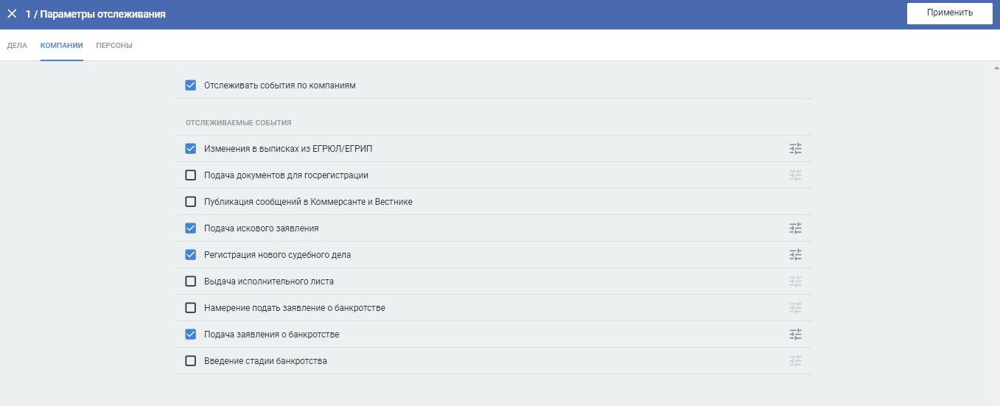 1 / Параметры отслеживания
Применить
ДЕЛА КОМПАНИИ ПЕРСОНЫ
Отслеживать события по компаниям
ОТСЛЕЖИВАЕМЫЕ СОБЫТИЯ
Изменения в выписках из ЕГРЮЛ/ЕГРИП
Подача документов для госрегистрации
Публикация сообщений в Коммерсанте и Вестнике
Подача искового заявления
Регистрация нового судебного дела
Выдача исполнительного листа
Намерение подать заявление о банкротстве
Подача заявления о банкротстве
Введение стадии банкротства